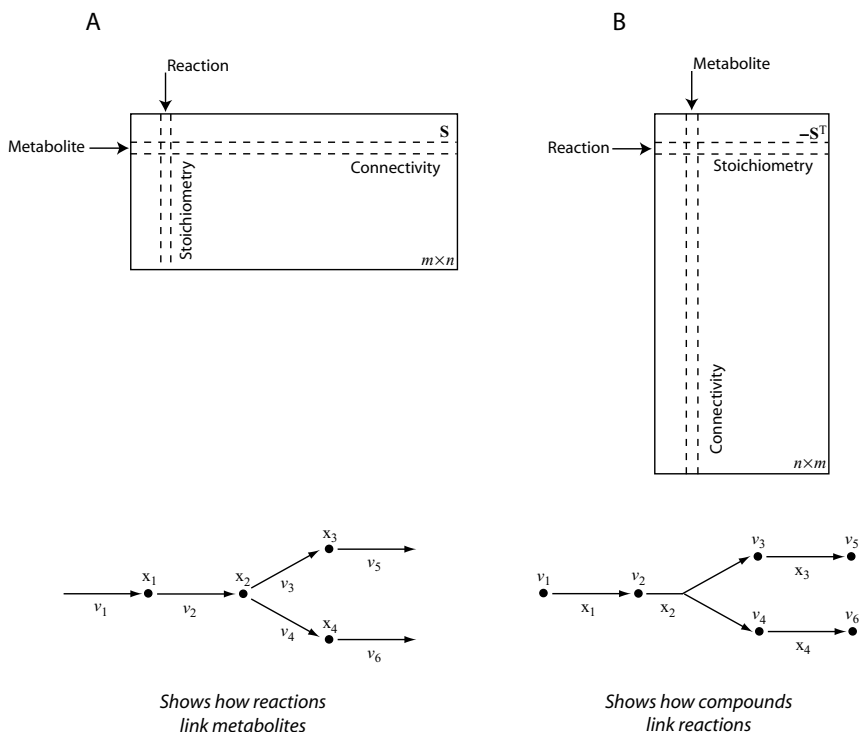 A
Reaction
S
Metabolite
Connectivity
Stoichiometry
m×n
x3
x1
x2
v3
v5
v1
v2
v4
x4
v6
Shows how reactions
link metabolites
B
Metabolite
–Sᵀ
Reaction
Stoichiometry
Connectivity
n×m
v3
v5
v1
v2
x3
x1
x2
v4
v6
x4
Shows how compounds
link reactions